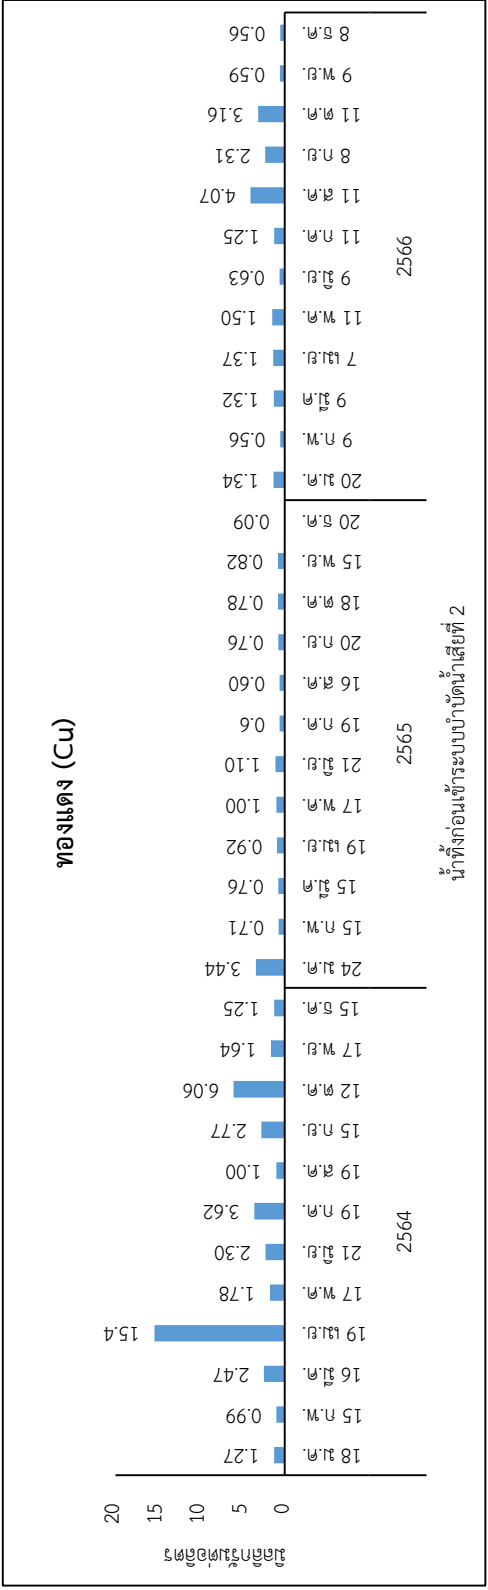 ทองแดง (Cu)
มิลลิกรัมต่อลิตร
20
15
10
5
0
1.27
0.99
2.47
15.4
1.78
2.30
3.62
1.00
2.77
6.06
1.64
1.25
3.44
0.71
0.76
0.92
1.00
1.10
0.6
0.60
0.76
0.78
0.82
0.09
1.34
0.56
1.32
1.37
1.50
0.63
1.25
4.07
2.31
3.16
0.59
0.56
18 ม.ค.
15 ก.พ.
16 มี.ค
19 เม.ย.
17 พ.ค.
21 มิ.ย.
19 ก.ค.
19 ส.ค.
15 ก.ย.
12 ต.ค.
17 พ.ย.
15 ธ.ค.
24 ม.ค.
15 ก.พ.
15 มี.ค
19 เม.ย.
17 พ.ค.
21 มิ.ย.
19 ก.ค.
16 ส.ค.
20 ก.ย.
18 ต.ค.
15 พ.ย.
20 ธ.ค.
20 ม.ค.
9 ก.พ.
9 มี.ค
7 เม.ย.
11 พ.ค.
9 มิ.ย.
11 ก.ค.
11 ส.ค.
8 ก.ย.
11 ต.ค.
9 พ.ย.
8 ธ.ค.
2564
2565
2566
น้ำทิ้งก่อนเข้าระบบบำบัดน้ำเสียที่ 2